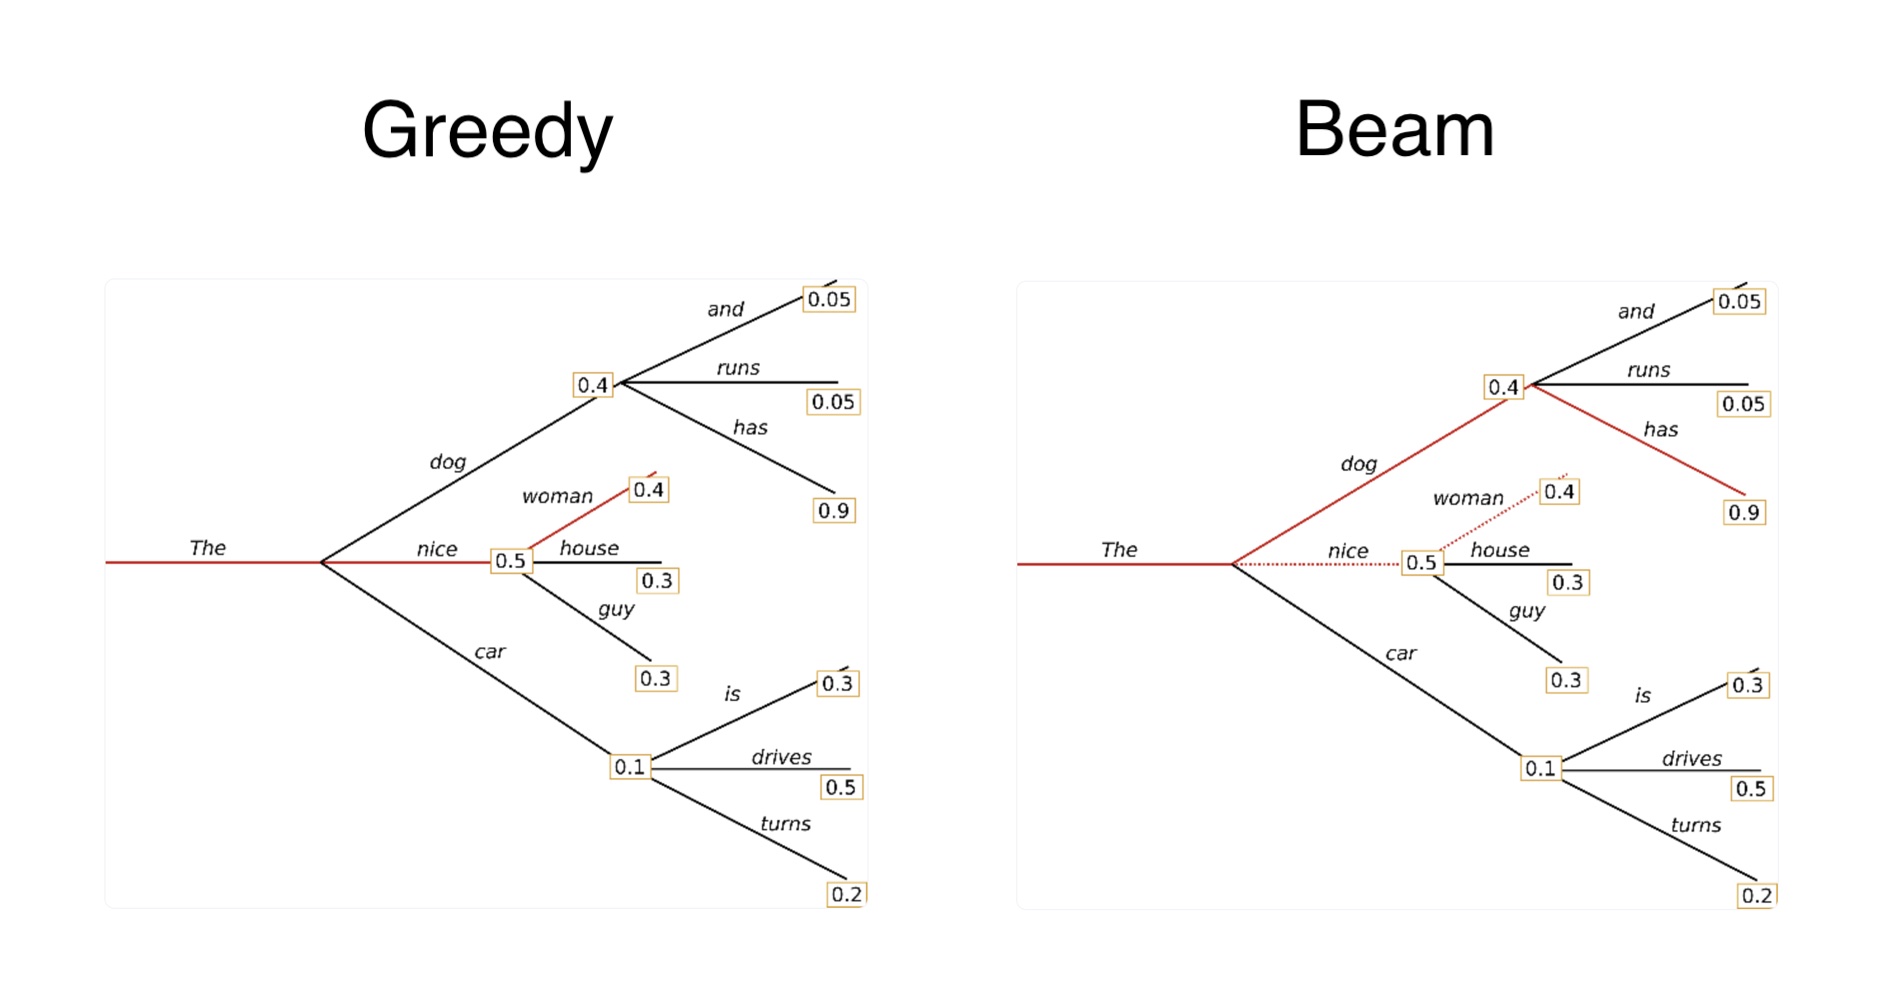 Greedy
Beam
and
0.05
runs
0.4
0.05
has
dog
0.4
woman
0.9
The
nice
0.5
house
0.3
guy
car
0.3
is
0.3
drives
0.1
0.5
turns
0.2
and
0.05
runs
0.4
0.05
has
dog
0.4
woman
0.9
The
nice
0.5
house
0.3
guy
car
0.3
is
0.3
drives
0.1
0.5
turns
0.2